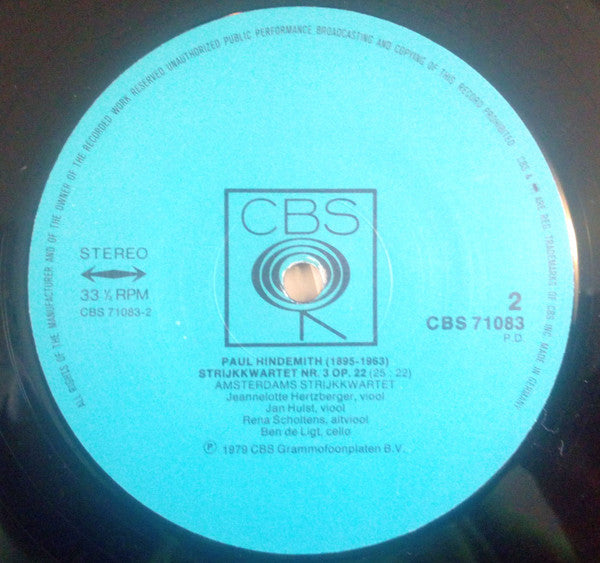 ALL RIGHTS OF THE MANUFACTURER AND OF THE OWNER OF THE RECORDED WORK RESERVED UNAUTHORIZED PUBLIC PERFORMANCE BROADCASTING AND COPYING OF THIS RECORD PROHIBITED CBS & ARE REG. TRADEMARKS OF CBS INC. MADE IN GERMANY
CBS
STEREO
33⅓ RPM
CBS 71083-2
2
CBS 71083
P.D.
PAUL HINDEMITH (1895-1963)
STRIJKKWARTET NR. 3 OP. 22 (25:22)
AMSTERDAMS STRIJKKWARTET
Jeannelotte Hertzberger, viool
Jan Hulst, viool
Rena Scholtens, altviool
Ben de Ligt, cello
Ⓟ 1979 CBS Grammofoonplaten B.V.